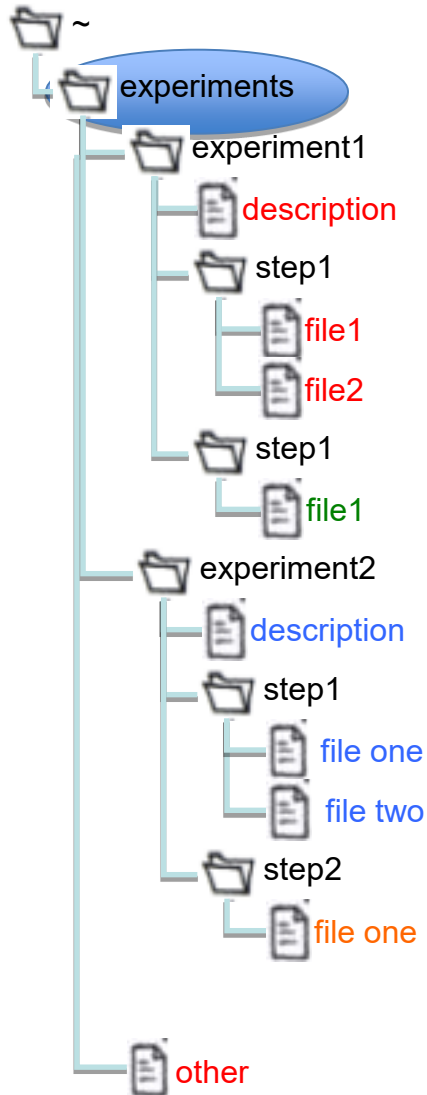 ~
experiments
experiment1
description
step1
file1
file2
step1
file1
experiment2
description
step1
file one
file two
step2
file one
other